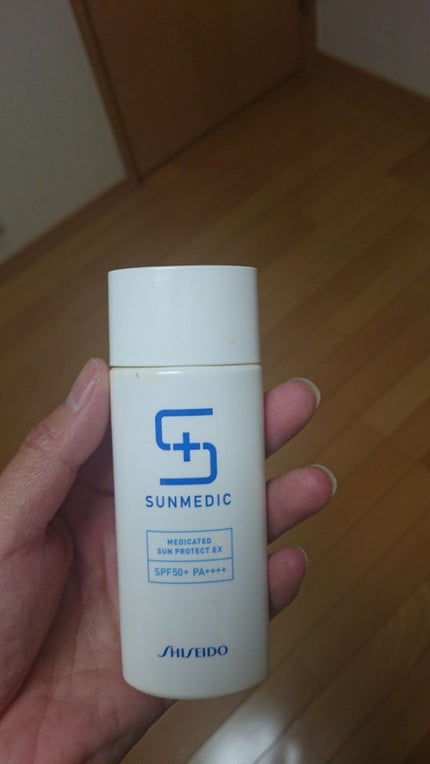 SUNMEDIC
MEDICATED
SUN PROTECT EX
SPF50+ PA++++
SHISEIDO